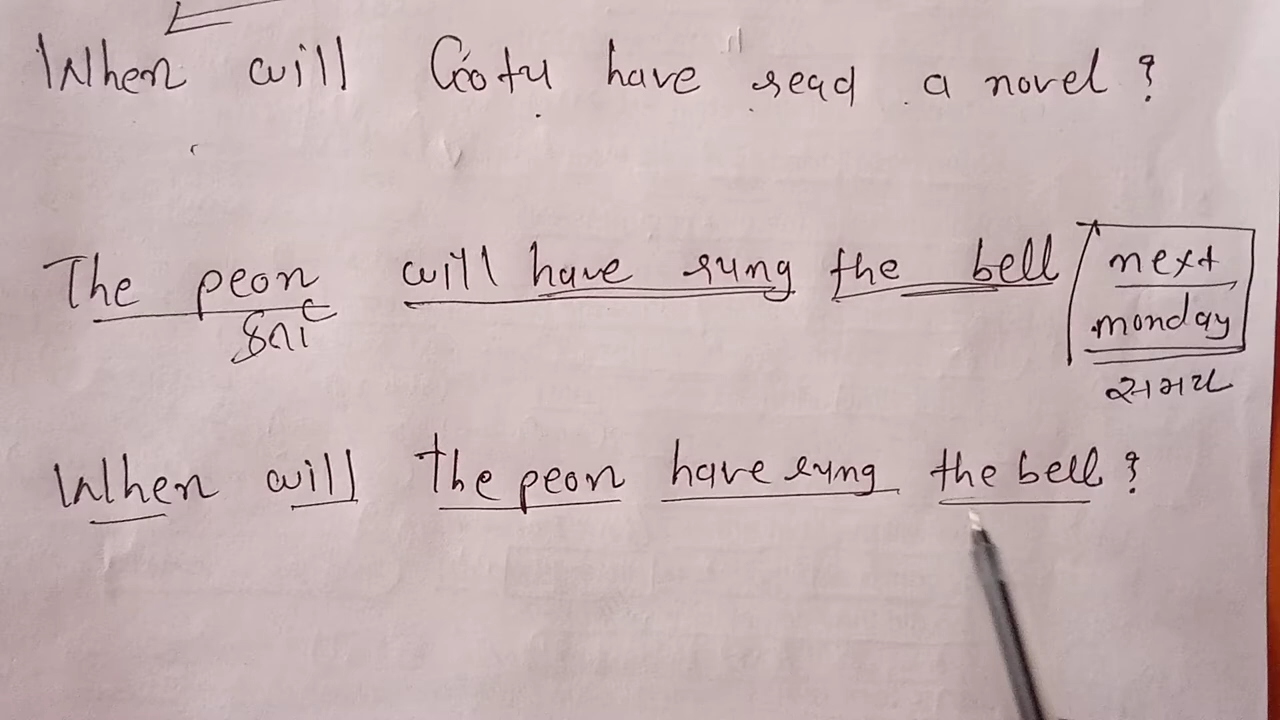 When will Gotu have read a novel?
The peon will have rung the bell next
monday
કર્તા
સમય
When will the peon have rung the bell?